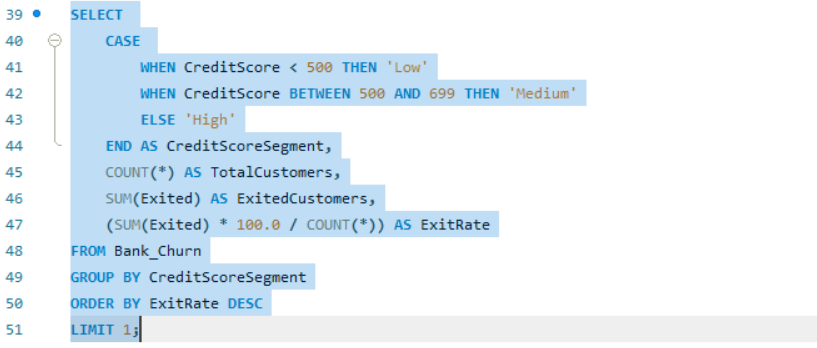 39 SELECT
40 CASE
41 WHEN CreditScore < 500 THEN 'Low'
42 WHEN CreditScore BETWEEN 500 AND 699 THEN 'Medium'
43 ELSE 'High'
44 END AS CreditScoreSegment,
45 COUNT(*) AS TotalCustomers,
46 SUM(Exited) AS ExitedCustomers,
47 (SUM(Exited) * 100.0 / COUNT(*)) AS ExitRate
48 FROM Bank_Churn
49 GROUP BY CreditScoreSegment
50 ORDER BY ExitRate DESC
51 LIMIT 1;